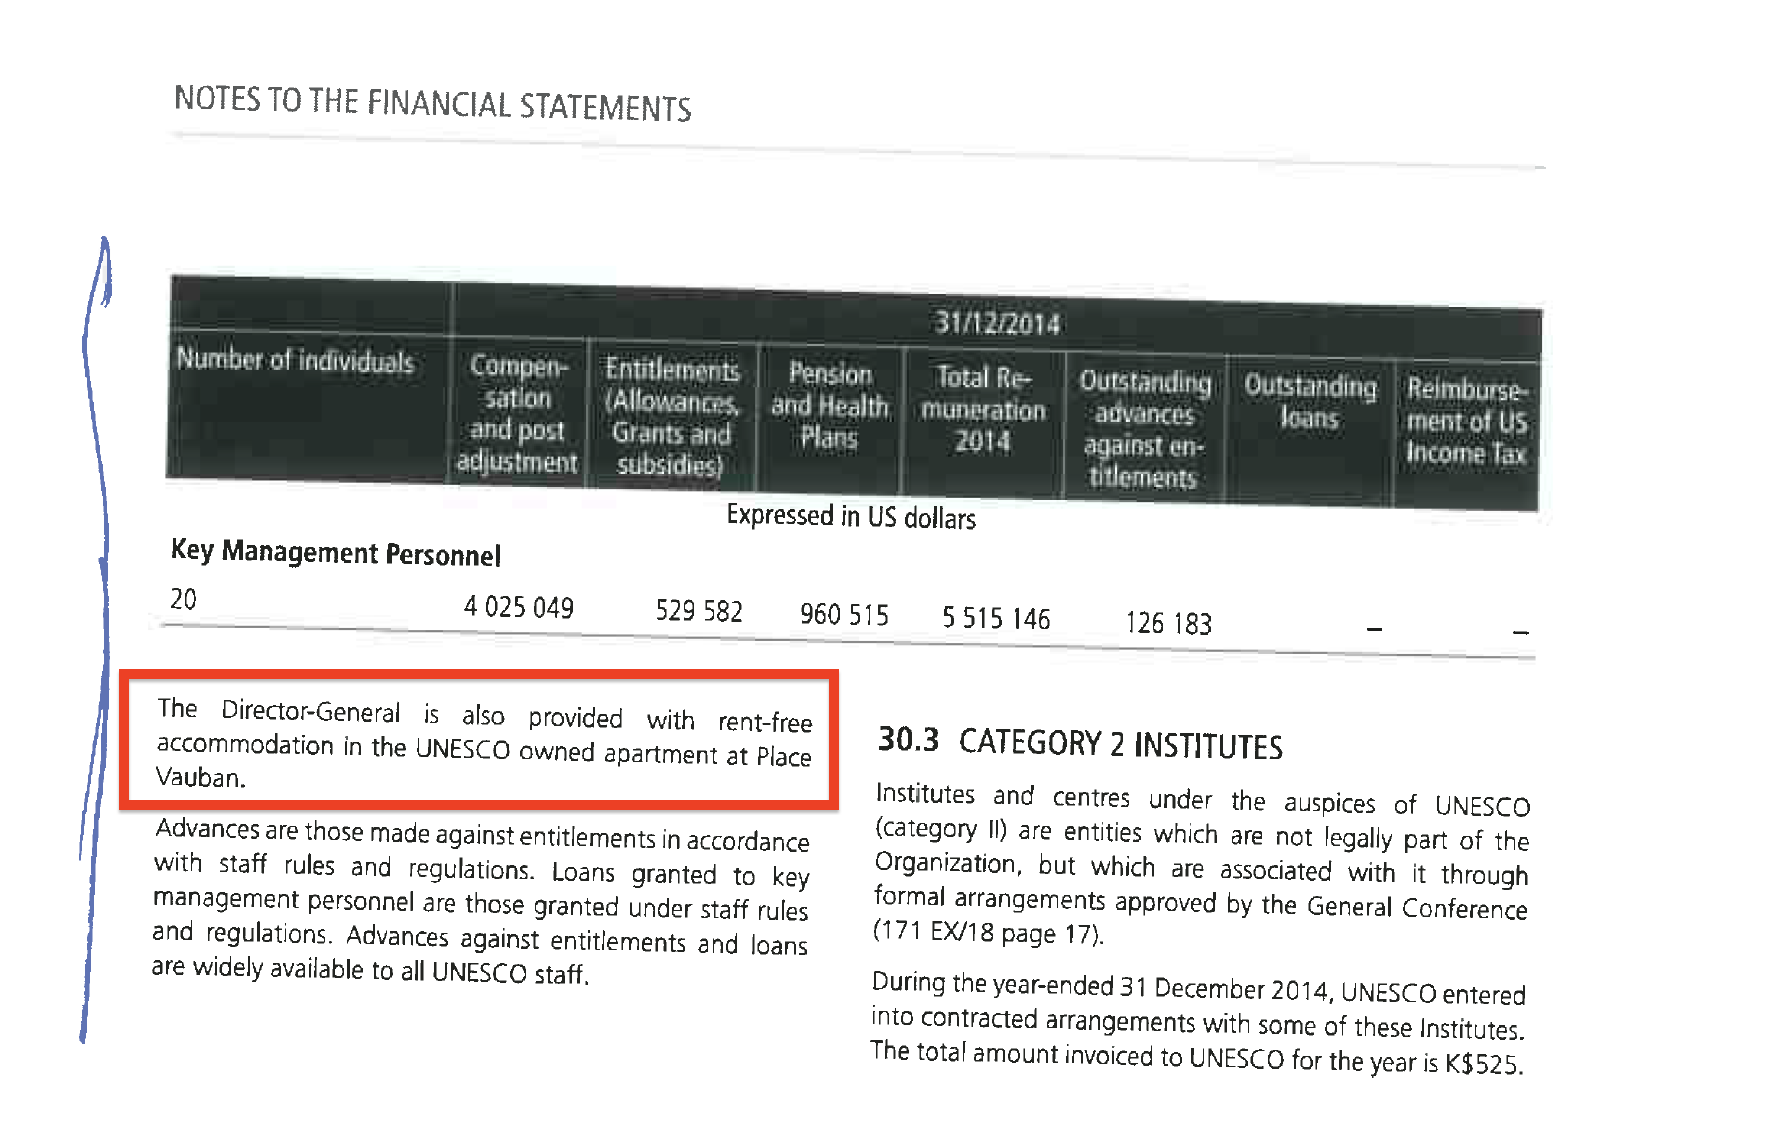 NOTES TO THE FINANCIAL STATEMENTS
31/12/2014
Number of individuals
Compen-
sation
and post
adjustment
Entitlements
(Allowances,
Grants and
subsidies)
Pension
and Health
Plans
Total Re-
muneration
2014
Outstanding
advances
against en-
titlements
Outstanding
loans
Reimburse-
ment of US
Income Tax
Expressed in US dollars
Key Management Personnel
20 4 025 049 529 582 960 515 5 515 146 126 183 – –
The Director-General is also provided with rent-free
accommodation in the UNESCO owned apartment at Place
Vauban.
Advances are those made against entitlements in accordance
with staff rules and regulations. Loans granted to key
management personnel are those granted under staff rules
and regulations. Advances against entitlements and loans
are widely available to all UNESCO staff.
30.3 CATEGORY 2 INSTITUTES
Institutes and centres under the auspices of UNESCO
(category II) are entities which are not legally part of the
Organization, but which are associated with it through
formal arrangements approved by the General Conference
(171 EX/18 page 17).
During the year-ended 31 December 2014, UNESCO entered
into contracted arrangements with some of these Institutes.
The total amount invoiced to UNESCO for the year is K$525.